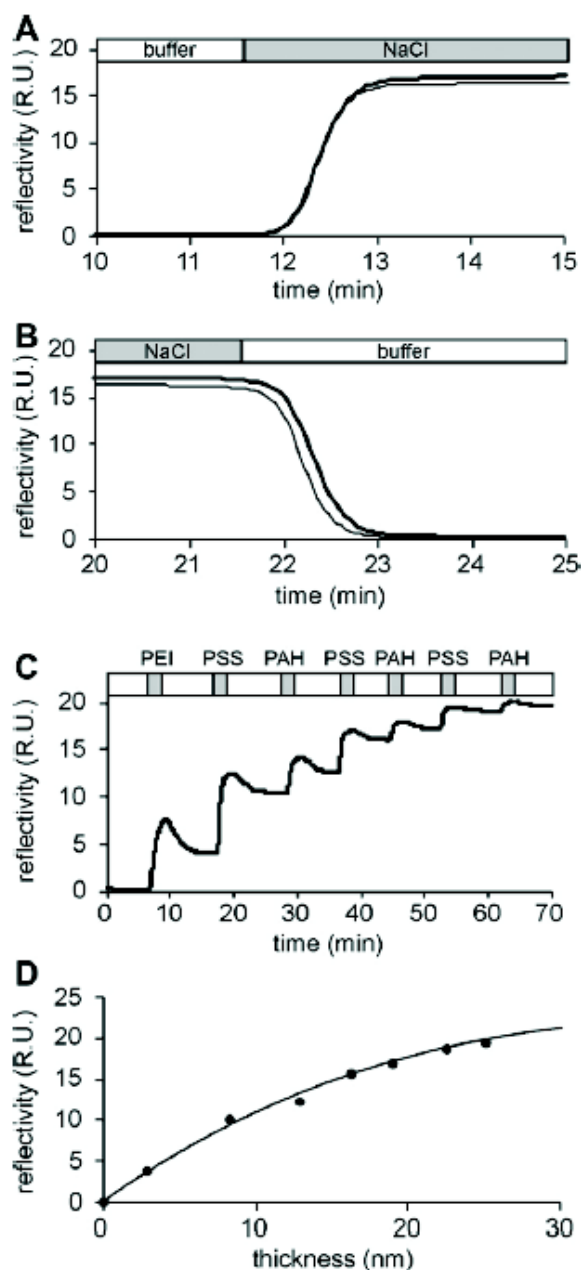 A
buffer NaCl
reflectivity (R.U.)
20
15
10
5
0
10 11 12 13 14 15
time (min)
B
NaCl buffer
reflectivity (R.U.)
20
15
10
5
0
20 21 22 23 24 25
time (min)
C
PEI PSS PAH PSS PAH PSS PAH
reflectivity (R.U.)
20
15
10
5
0
0 10 20 30 40 50 60 70
time (min)
D
reflectivity (R.U.)
25
20
15
10
5
0
0 10 20 30
thickness (nm)